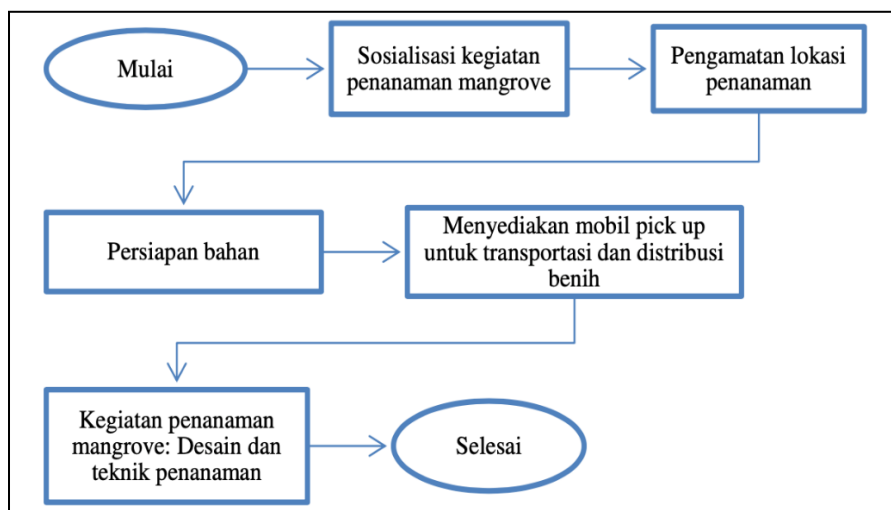 Mulai
Sosialisasi kegiatan
penanaman mangrove
Pengamatan lokasi
penanaman
Persiapan bahan
Menyediakan mobil pick up
untuk transportasi dan distribusi
benih
Kegiatan penanaman
mangrove: Desain dan
teknik penanaman
Selesai